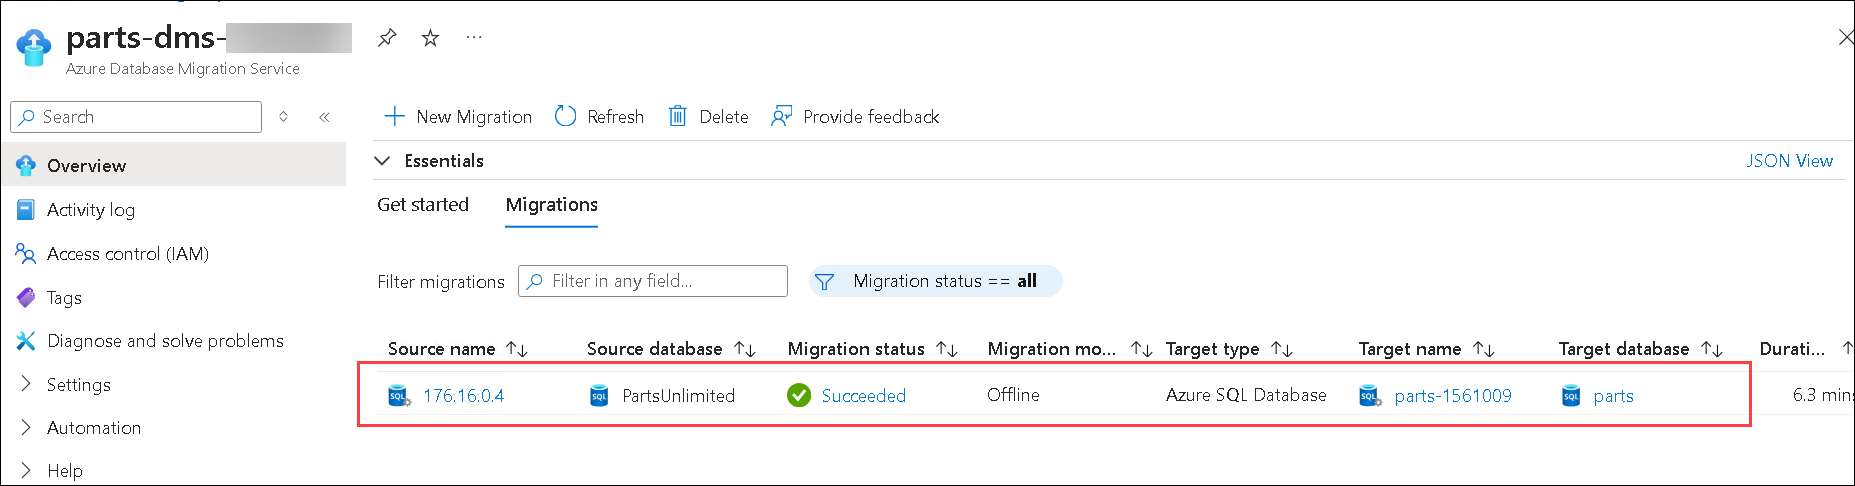 parts-dms-
Azure Database Migration Service
Search
New Migration Refresh Delete Provide feedback
Essentials
JSON View
Overview
Activity log
Access control (IAM)
Tags
Diagnose and solve problems
Settings
Automation
Help
Get started Migrations
Filter migrations Filter in any field... Migration status == all
Source name Source database Migration status Migration mo... Target type Target name Target database Durati...
176.16.0.4 PartsUnlimited Succeeded Offline Azure SQL Database parts-1561009 parts 6.3 mins